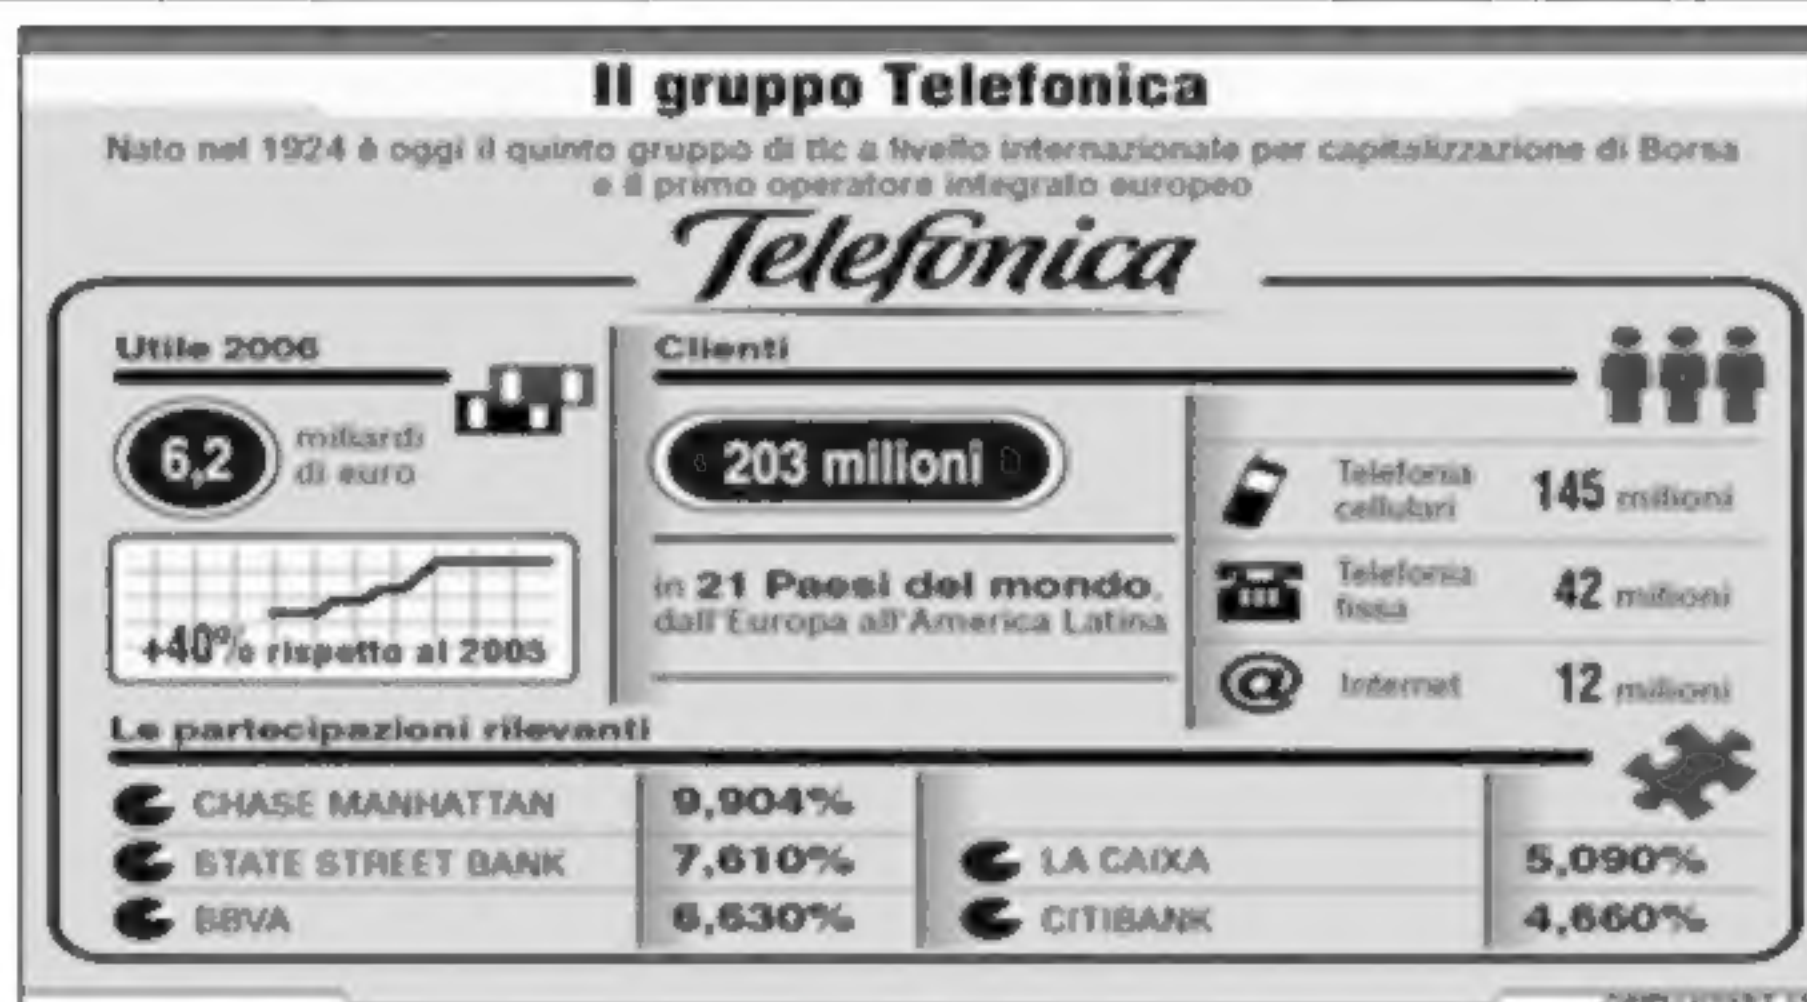 Il gruppo Telefonica
Nato nel 1924 è oggi il quinto gruppo di tlc a livello internazionale per capitalizzazione di Borsa
e il primo operatore integrato europeo
Telefonica
Utile 2006
6,2 miliardi
di euro
+40% rispetto al 2005
Clienti
203 milioni
in 21 Paesi del mondo,
dall'Europa all'America Latina
Telefonia
cellulari 145 milioni
Telefonia
fissa 42 milioni
Internet 12 milioni
Le partecipazioni rilevanti
CHASE MANHATTAN 9,904%
STATE STREET BANK 7,610%
BBVA 6,630%
LA CAIXA 5,090%
CITIBANK 4,660%